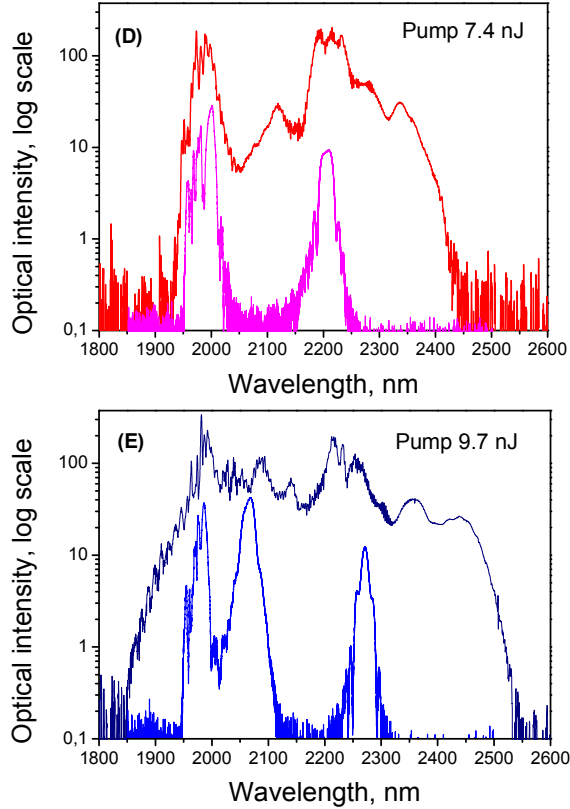 (D)
Pump 7.4 nJ
Optical intensity, log scale
100
10
1
0,1
1800 1900 2000 2100 2200 2300 2400 2500 2600
Wavelength, nm
(E)
Pump 9.7 nJ
Optical intensity, log scale
100
10
1
0,1
1800 1900 2000 2100 2200 2300 2400 2500 2600
Wavelength, nm